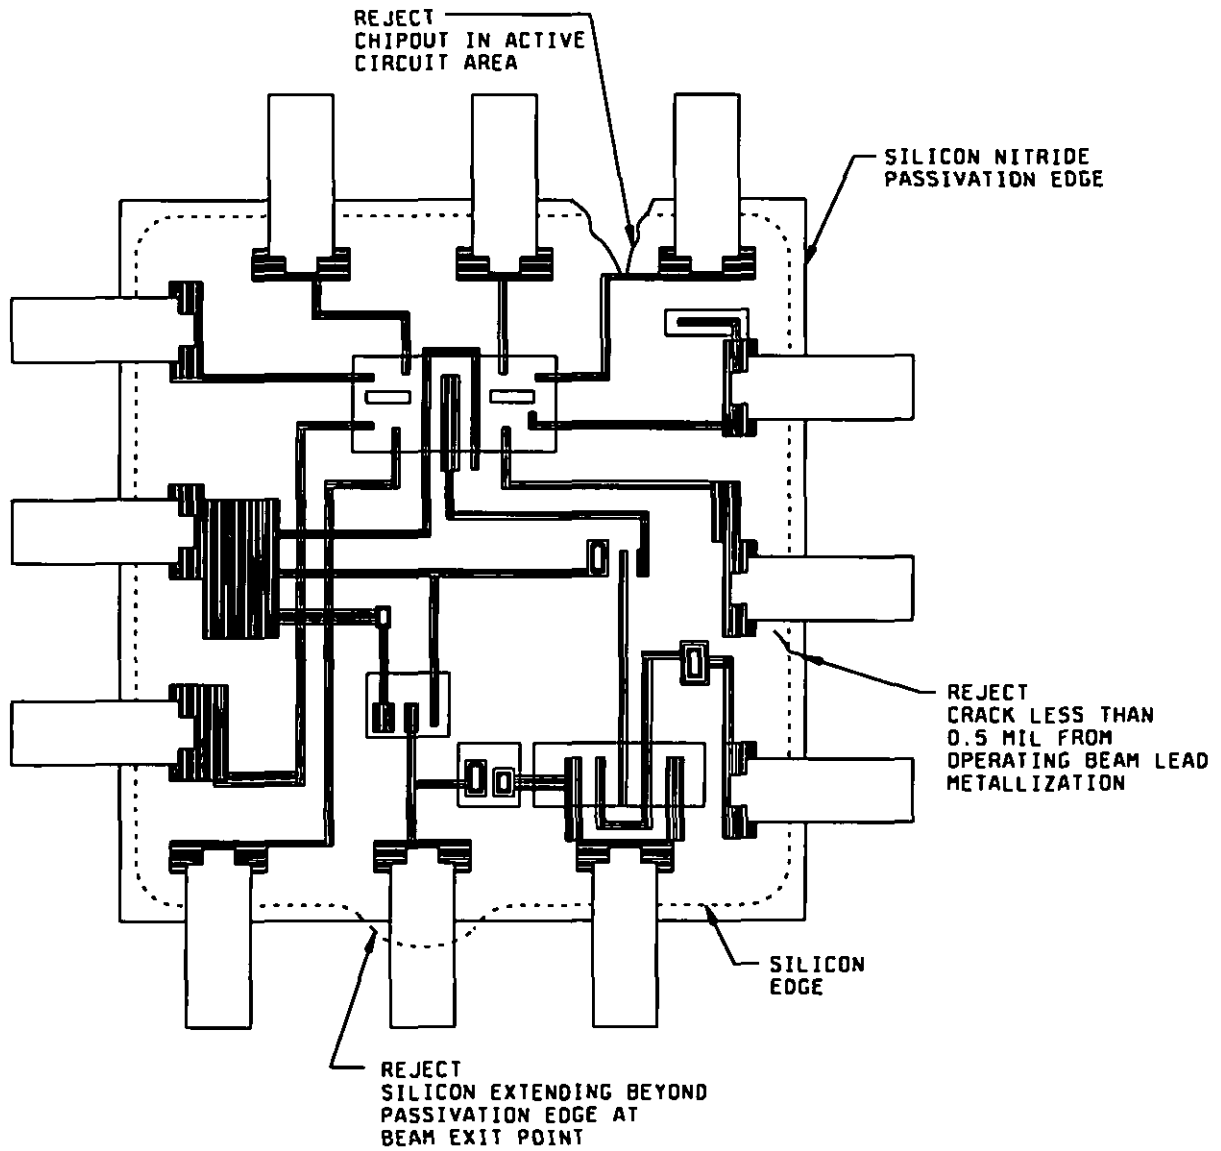 REJECT
CHIPOUT IN ACTIVE
CIRCUIT AREA
SILICON NITRIDE
PASSIVATION EDGE
REJECT
CRACK LESS THAN
0.5 MIL FROM
OPERATING BEAM LEAD
METALLIZATION
SILICON
EDGE
REJECT
SILICON EXTENDING BEYOND
PASSIVATION EDGE AT
BEAM EXIT POINT